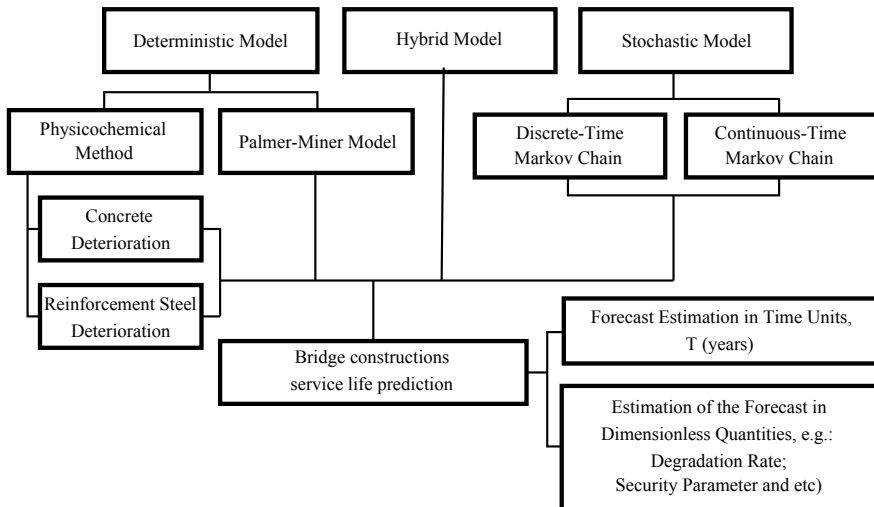 Deterministic Model
Hybrid Model
Stochastic Model
Physicochemical
Method
Palmer-Miner Model
Discrete-Time
Markov Chain
Continuous-Time
Markov Chain
Concrete
Deterioration
Reinforcement Steel
Deterioration
Bridge constructions
service life prediction
Forecast Estimation in Time Units,
T (years)
Estimation of the Forecast in
Dimensionless Quantities, e.g.:
Degradation Rate;
Security Parameter and etc)